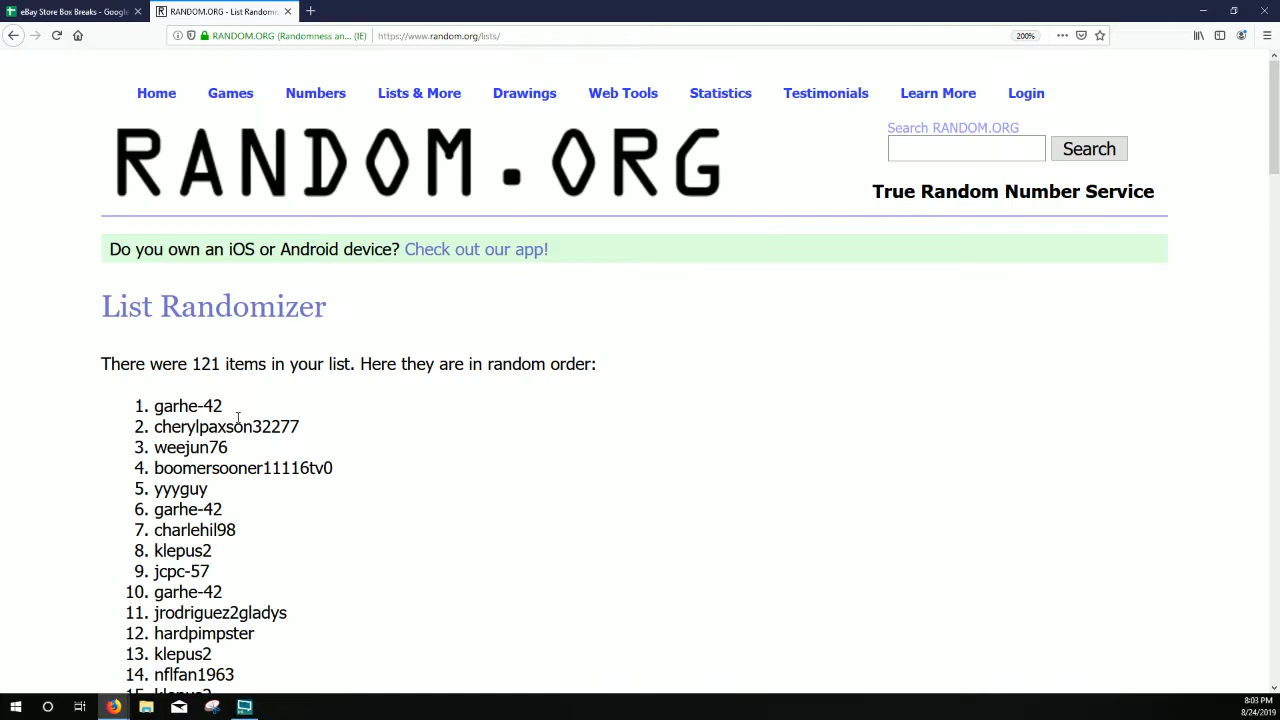 eBay Store Box Breaks - Google
RANDOM.ORG - List Randomiz
RANDOM.ORG (Randomness an... (IE)
https://www.random.org/lists/
200%
Home
Games
Numbers
Lists & More
Drawings
Web Tools
Statistics
Testimonials
Learn More
Login
RANDOM.ORG
Search RANDOM.ORG
Search
True Random Number Service
Do you own an iOS or Android device? Check out our app!
List Randomizer
There were 121 items in your list. Here they are in random order:
1. garhe-42
2. cherylpaxson32277
3. weejun76
4. boomersooner11116tv0
5. yyyguy
6. garhe-42
7. charlehil98
8. klepus2
9. jcpc-57
10. garhe-42
11. jrodriguez2gladys
12. hardpimpster
13. klepus2
14. nflfan1963
15. klepus2
8:03 PM
8/24/2019